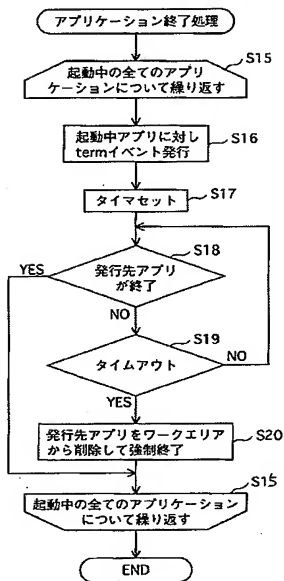 アプリケーション終了処理
S15
起動中の全てのアプリ
ケーションについて繰り返す
S16
起動中アプリに対し
termイベント発行
S17
タイマセット
S18
YES
発行先アプリ
が終了
NO
S19
タイムアウト
NO
YES
発行先アプリをワークエリア
から削除して強制終了
S20
S15
起動中の全てのアプリケーション
について繰り返す
END